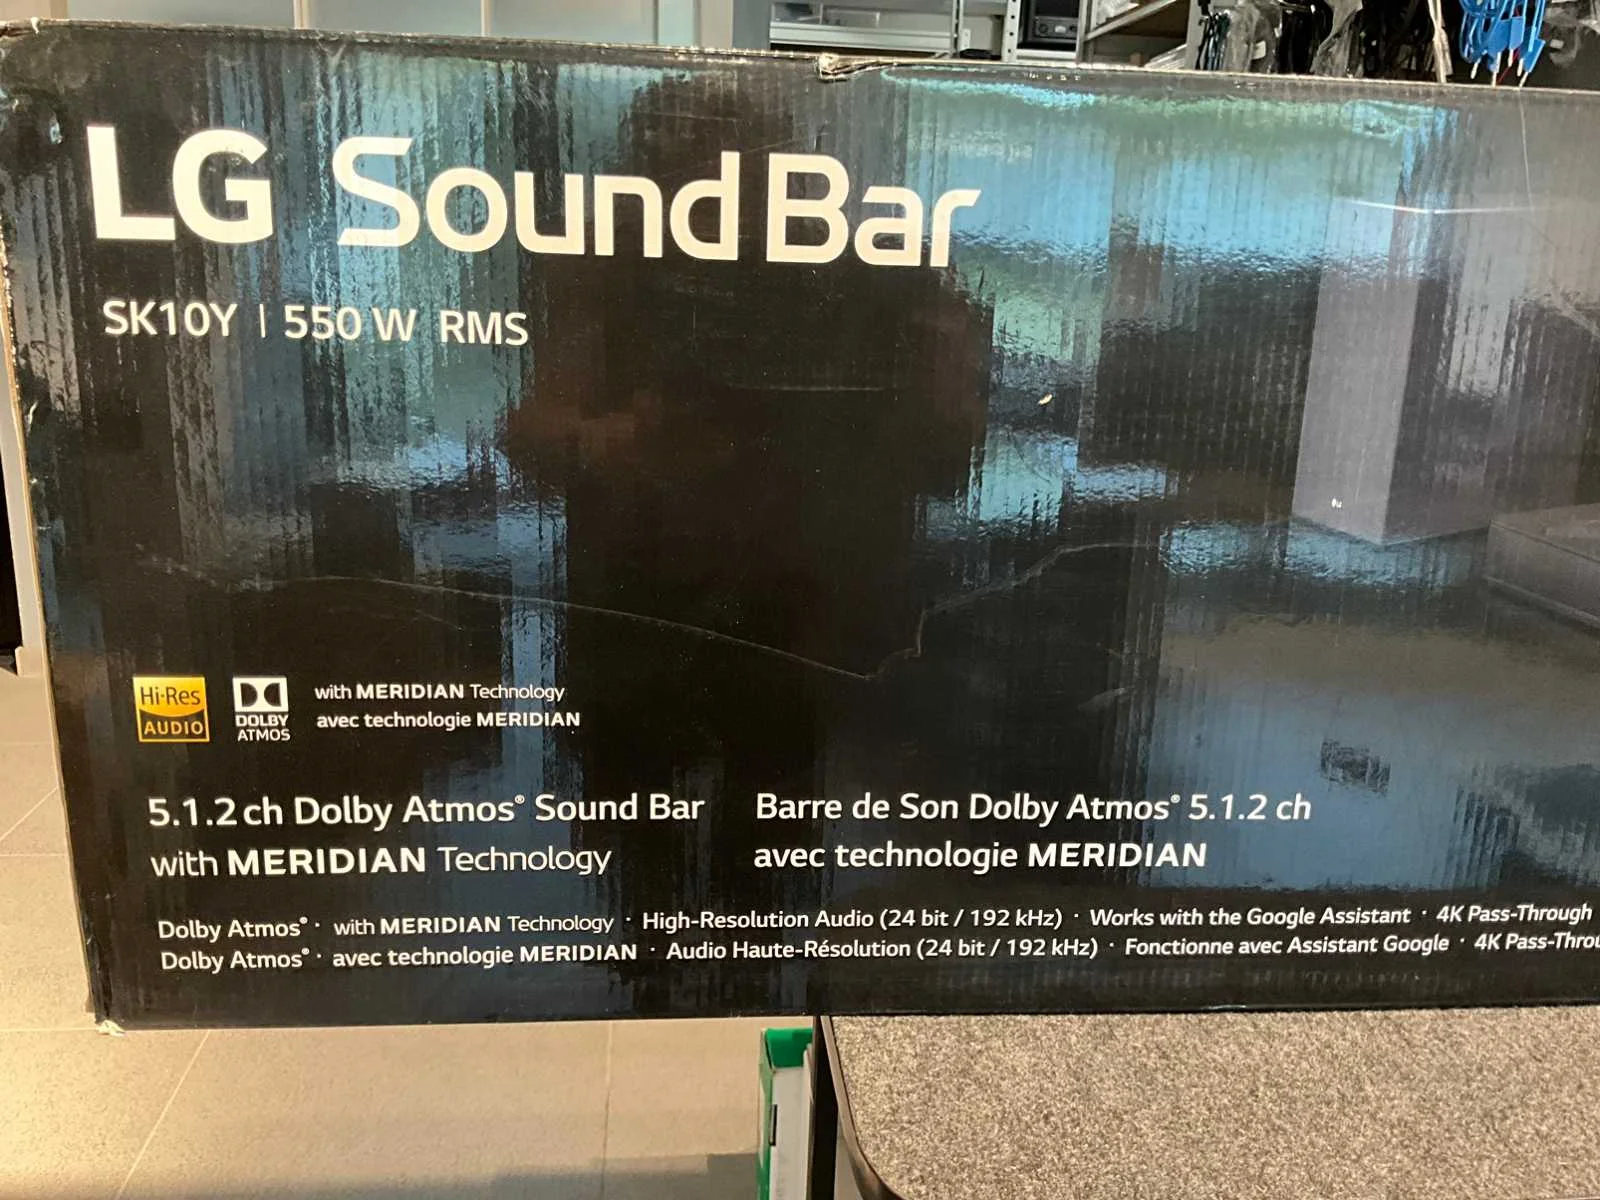 LG Sound Bar
SK10Y | 550 W RMS
Hi-Res
AUDIO
DOLBY
ATMOS
with MERIDIAN Technology
avec technologie MERIDIAN
5.1.2 ch Dolby Atmos® Sound Bar
with MERIDIAN Technology
Barre de Son Dolby Atmos® 5.1.2 ch
avec technologie MERIDIAN
Dolby Atmos® · with MERIDIAN Technology · High-Resolution Audio (24 bit / 192 kHz) · Works with the Google Assistant · 4K Pass-Through
Dolby Atmos® · avec technologie MERIDIAN · Audio Haute-Résolution (24 bit / 192 kHz) · Fonctionne avec Assistant Google · 4K Pass-Throu